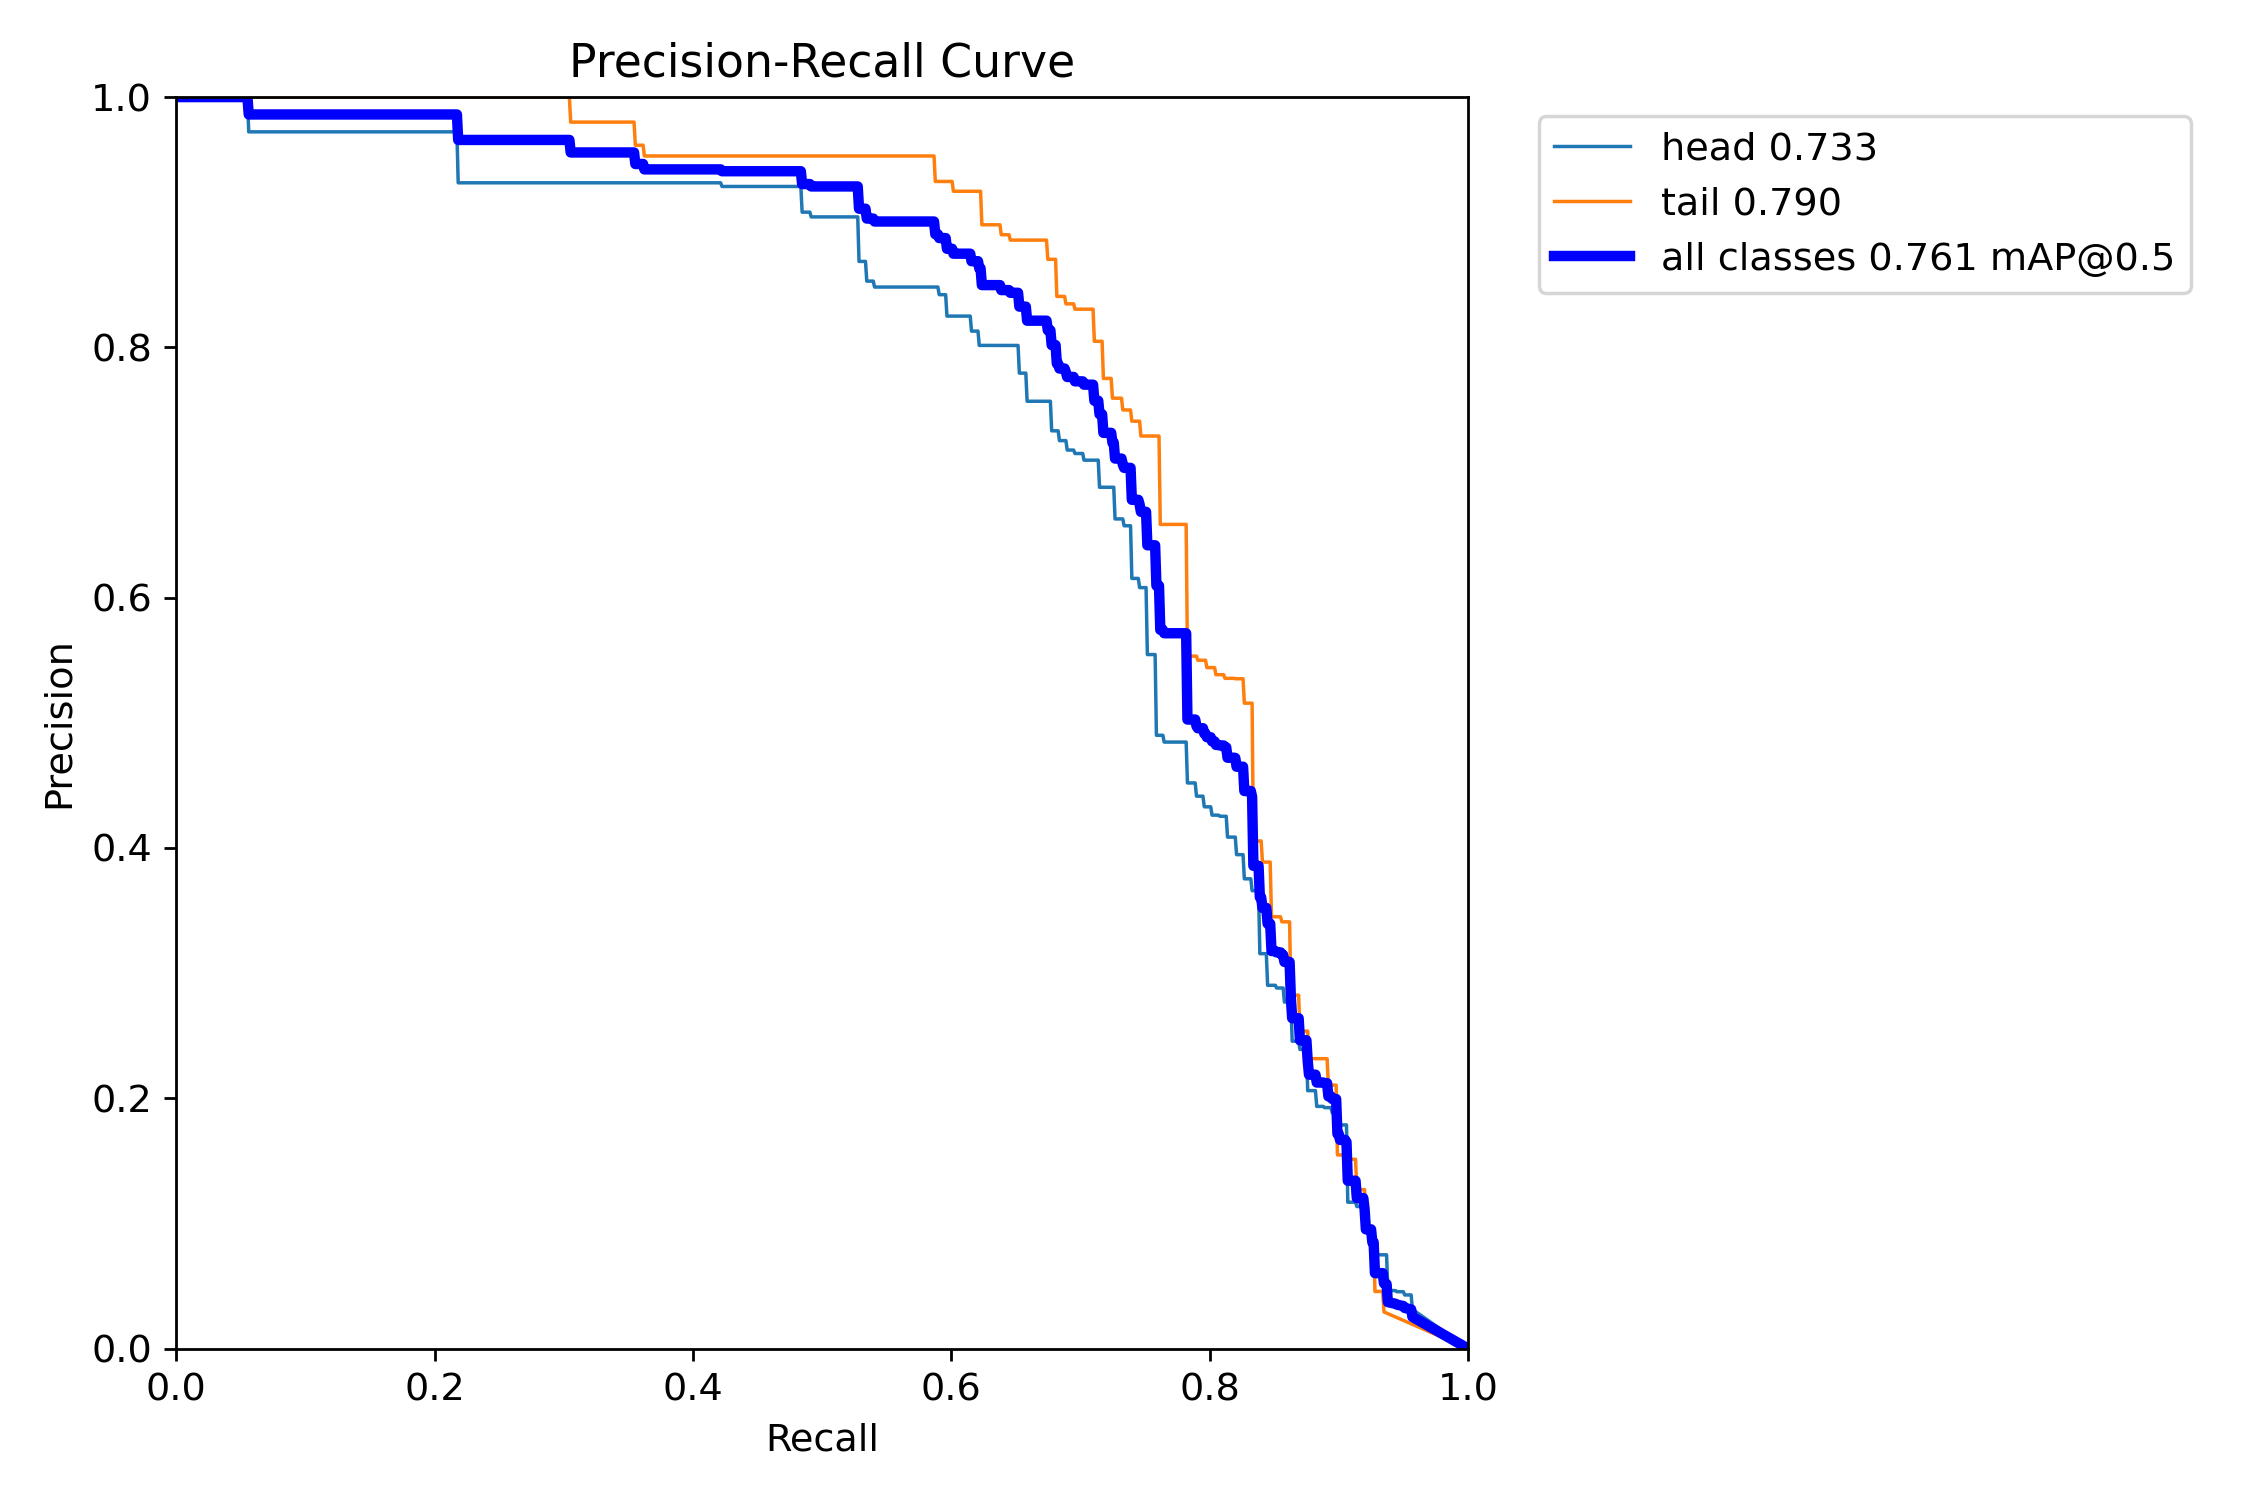 Precision-Recall Curve
1.0
0.8
0.6
0.4
0.2
0.0
Precision
0.0 0.2 0.4 0.6 0.8 1.0
Recall
head 0.733
tail 0.790
all classes 0.761 mAP@0.5